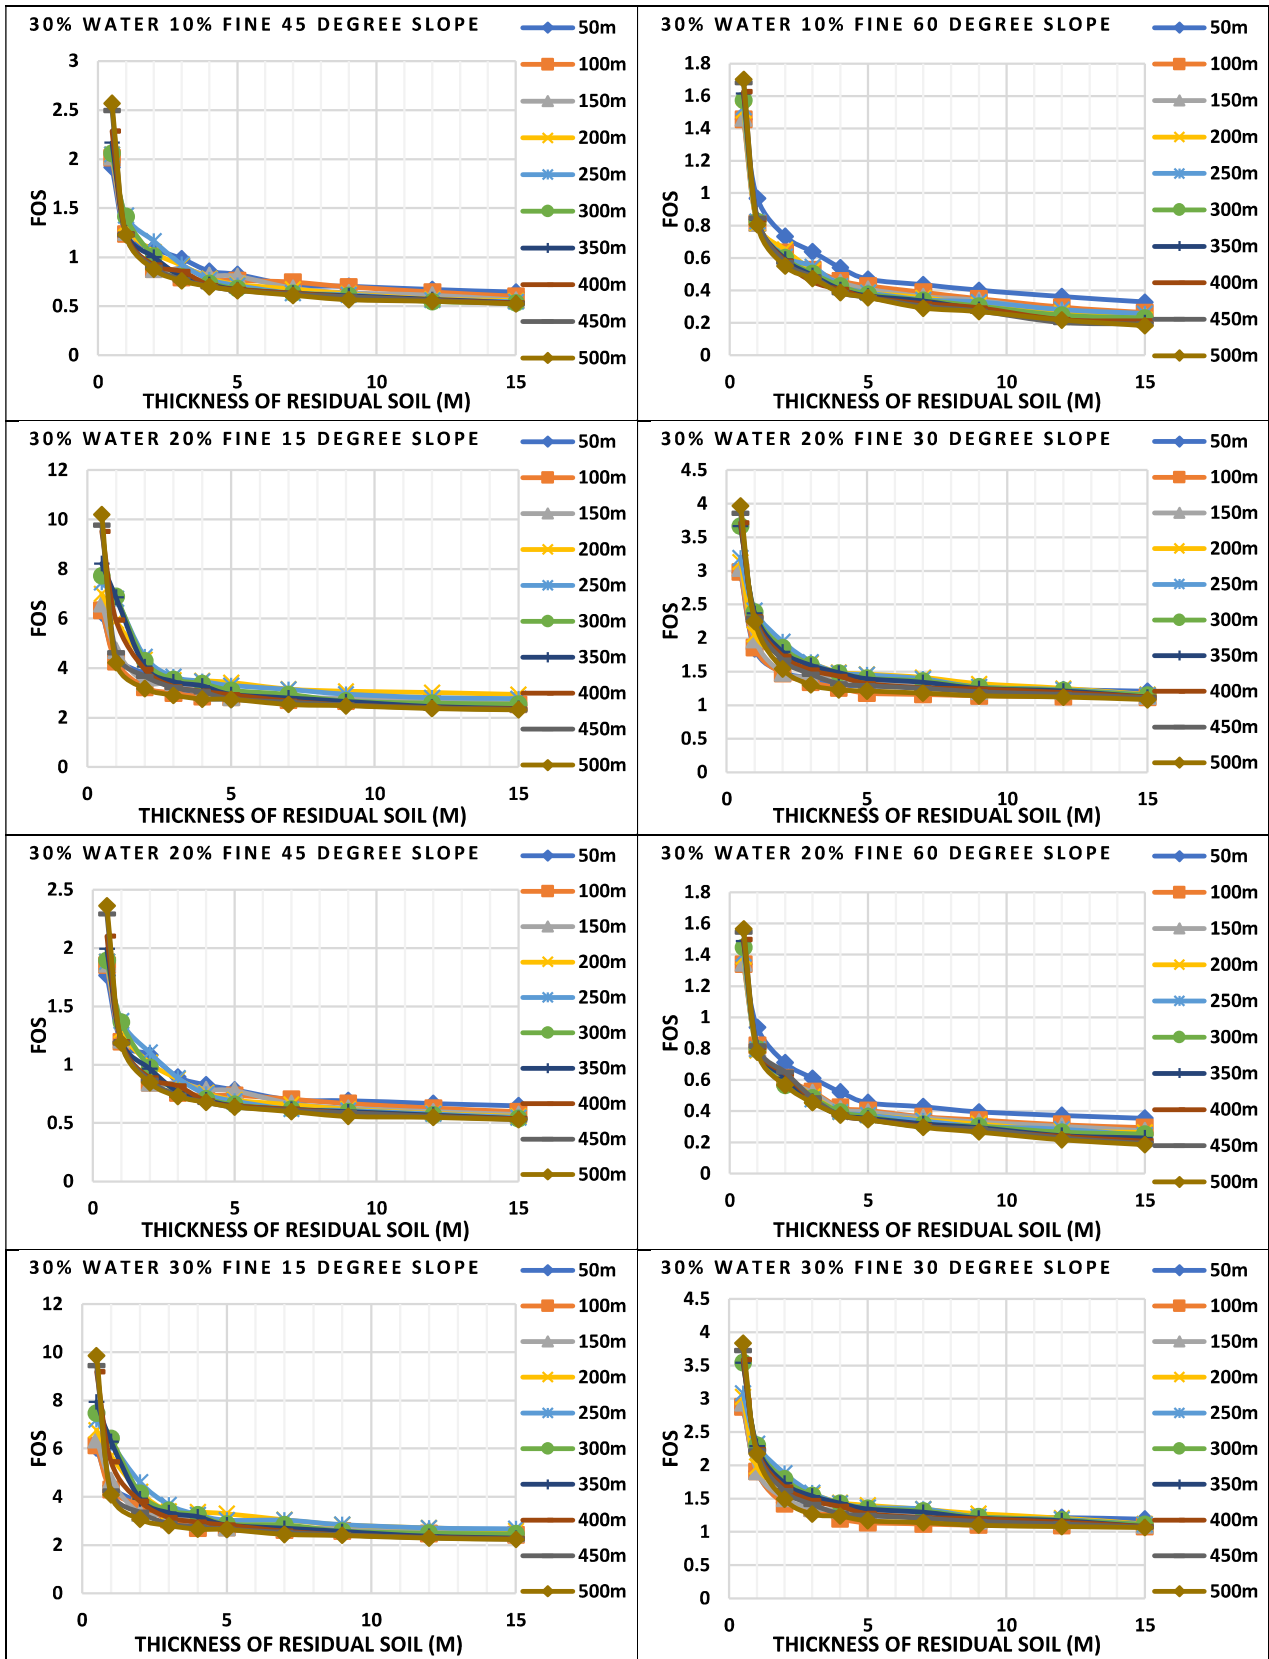 30% WATER 10% FINE 45 DEGREE SLOPE
50m
100m
150m
200m
250m
300m
350m
400m
450m
500m
3
2.5
2
1.5
1
0.5
0
FOS
0 5 10 15
THICKNESS OF RESIDUAL SOIL (M)
30% WATER 10% FINE 60 DEGREE SLOPE
50m
100m
150m
200m
250m
300m
350m
400m
450m
500m
1.8
1.6
1.4
1.2
1
0.8
0.6
0.4
0.2
0
FOS
0 5 10 15
THICKNESS OF RESIDUAL SOIL (M)
30% WATER 20% FINE 15 DEGREE SLOPE
50m
100m
150m
200m
250m
300m
350m
400m
450m
500m
12
10
8
6
4
2
0
FOS
0 5 10 15
THICKNESS OF RESIDUAL SOIL (M)
30% WATER 20% FINE 30 DEGREE SLOPE
50m
100m
150m
200m
250m
300m
350m
400m
450m
500m
4.5
4
3.5
3
2.5
2
1.5
1
0.5
0
FOS
0 5 10 15
THICKNESS OF RESIDUAL SOIL (M)
30% WATER 20% FINE 45 DEGREE SLOPE
50m
100m
150m
200m
250m
300m
350m
400m
450m
500m
2.5
2
1.5
1
0.5
0
FOS
0 5 10 15
THICKNESS OF RESIDUAL SOIL (M)
30% WATER 20% FINE 60 DEGREE SLOPE
50m
100m
150m
200m
250m
300m
350m
400m
450m
500m
1.8
1.6
1.4
1.2
1
0.8
0.6
0.4
0.2
0
FOS
0 5 10 15
THICKNESS OF RESIDUAL SOIL (M)
30% WATER 30% FINE 15 DEGREE SLOPE
50m
100m
150m
200m
250m
300m
350m
400m
450m
500m
12
10
8
6
4
2
0
FOS
0 5 10 15
THICKNESS OF RESIDUAL SOIL (M)
30% WATER 30% FINE 30 DEGREE SLOPE
50m
100m
150m
200m
250m
300m
350m
400m
450m
500m
4.5
4
3.5
3
2.5
2
1.5
1
0.5
0
FOS
0 5 10 15
THICKNESS OF RESIDUAL SOIL (M)